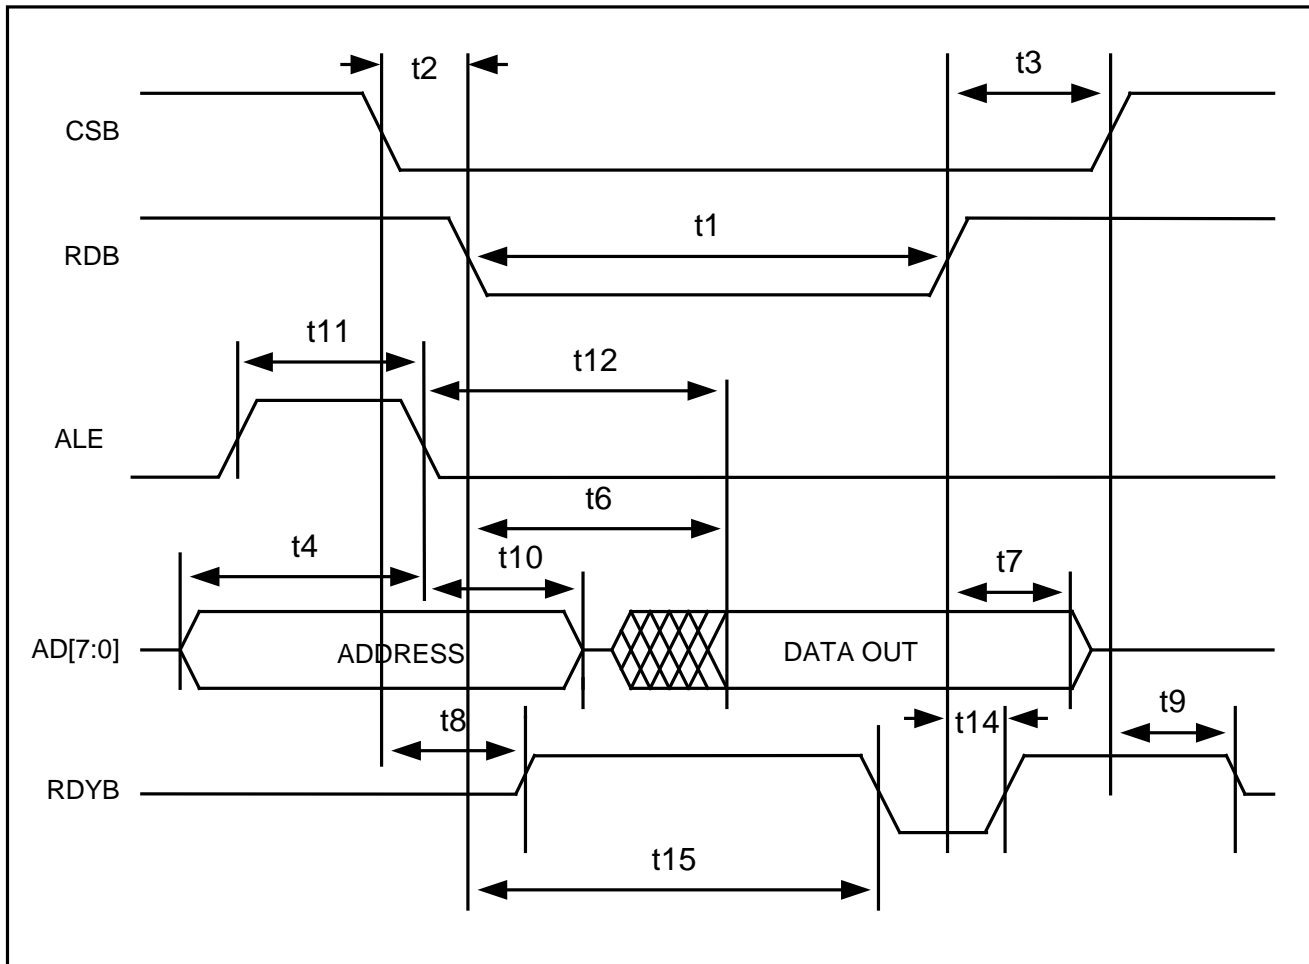 t2
t3
CSB
t1
RDB
t11
t12
ALE
t6
t4
t10
t7
AD[7:0]
ADDRESS
DATA OUT
t8
t14
t9
RDYB
t15